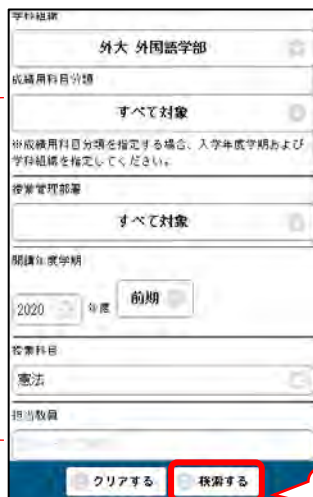 学科組織
外大 外国語学部
成績用科目分類
すべて対象
※成績用科目分類を指定する場合、入学年度学期および
学科組織を指定してください。
授業管理部署
すべて対象
開講年度学期
2020 年度 前期
授業科目
憲法
担当教員
クリアする 検索する